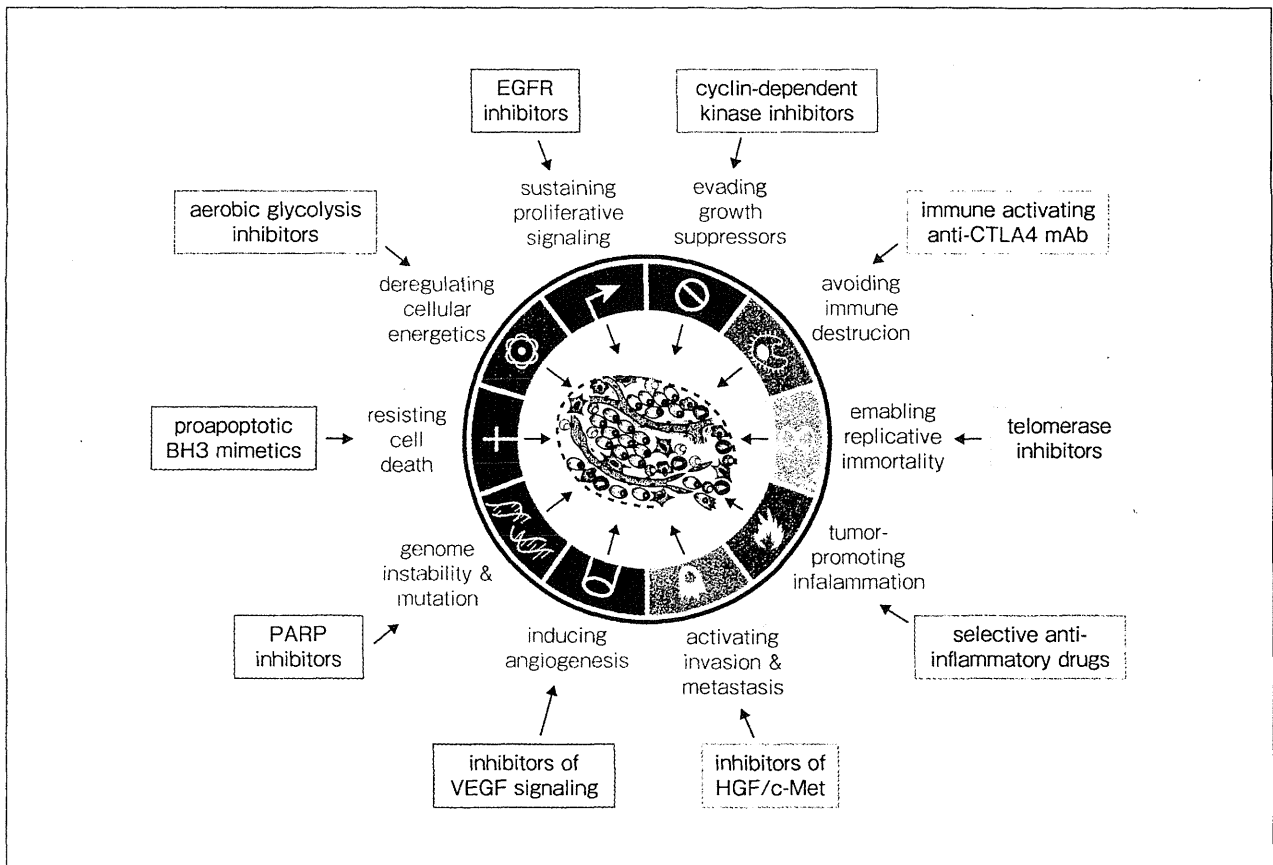 EGFR
inhibitors
cyclin-dependent
kinase inhibitors
aerobic glycolysis
inhibitors
sustaining
proliferative
signaling
evading
growth
suppressors
immune activating
anti-CTLA4 mAb
deregulating
cellular
energetics
avoiding
immune
destrucion
proapoptotic
BH3 mimetics
resisting
cell
death
emabling
replicative
immortality
telomerase
inhibitors
genome
instability &
mutation
tumor-
promoting
infalammation
PARP
inhibitors
inducing
angiogenesis
activating
invasion &
metastasis
selective anti-
inflammatory drugs
inhibitors of
VEGF signaling
inhibitors of
HGF/c-Met